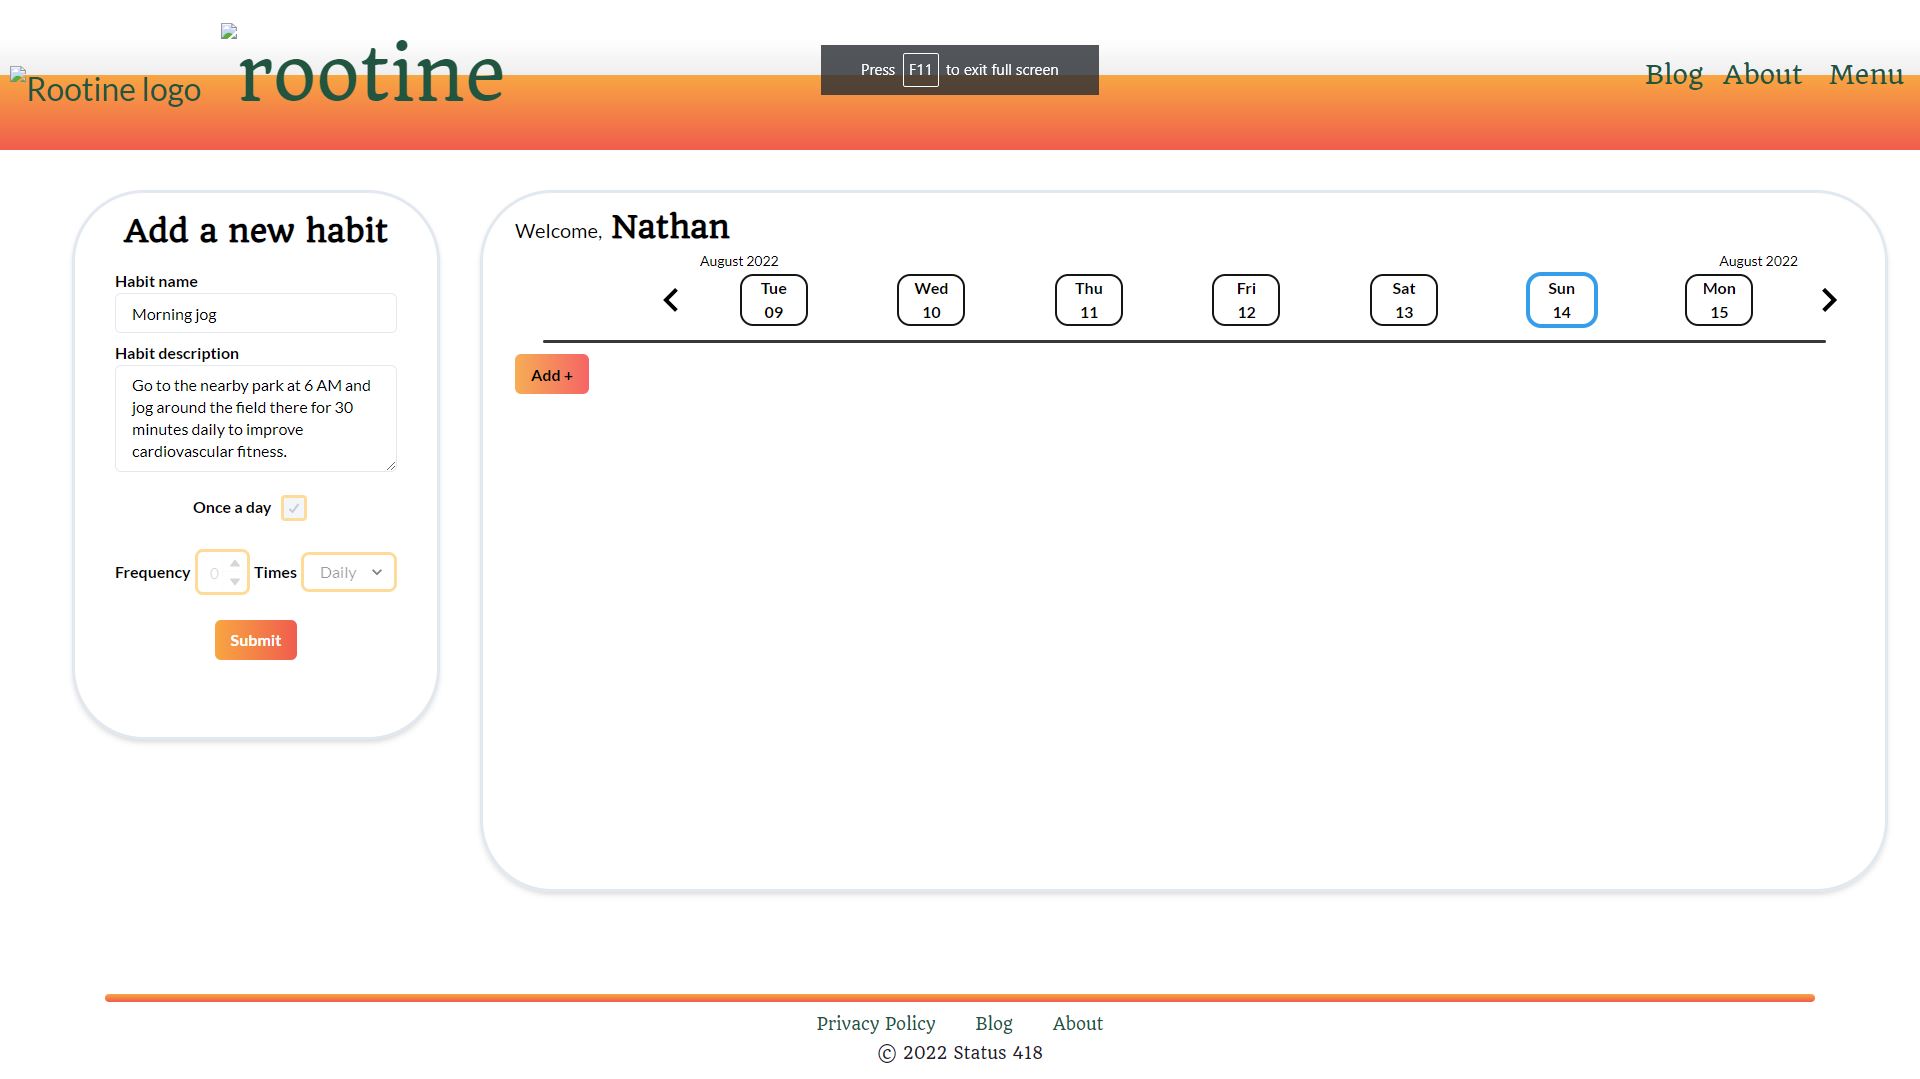 Rootine logo
rootine
Press F11 to exit full screen
Blog About Menu
Add a new habit
Habit name
Morning jog
Habit description
Go to the nearby park at 6 AM and
jog around the field there for 30
minutes daily to improve
cardiovascular fitness.
Once a day
Frequency 0 Times Daily
Submit
Welcome, Nathan
August 2022 August 2022
Tue Wed Thu Fri Sat Sun Mon
09 10 11 12 13 14 15
Add +
Privacy Policy Blog About
© 2022 Status 418